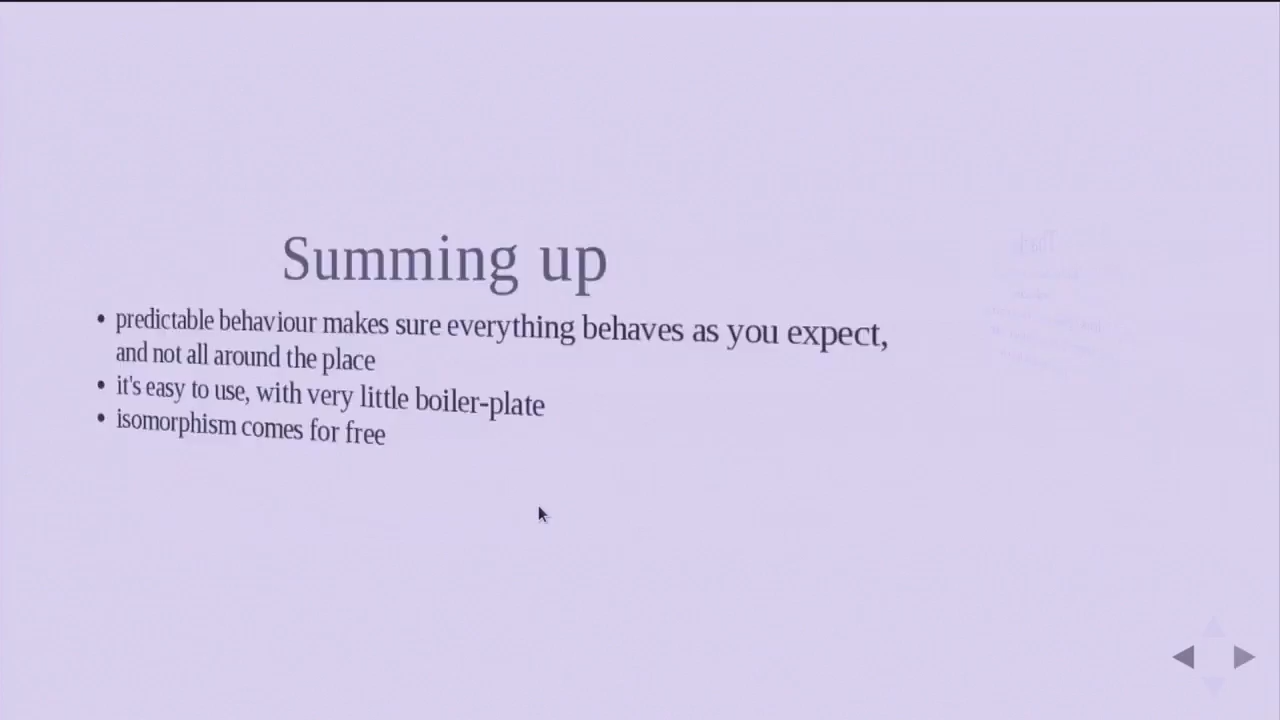 Summing up
• predictable behaviour makes sure everything behaves as you expect,
and not all around the place
• it's easy to use, with very little boiler-plate
• isomorphism comes for free